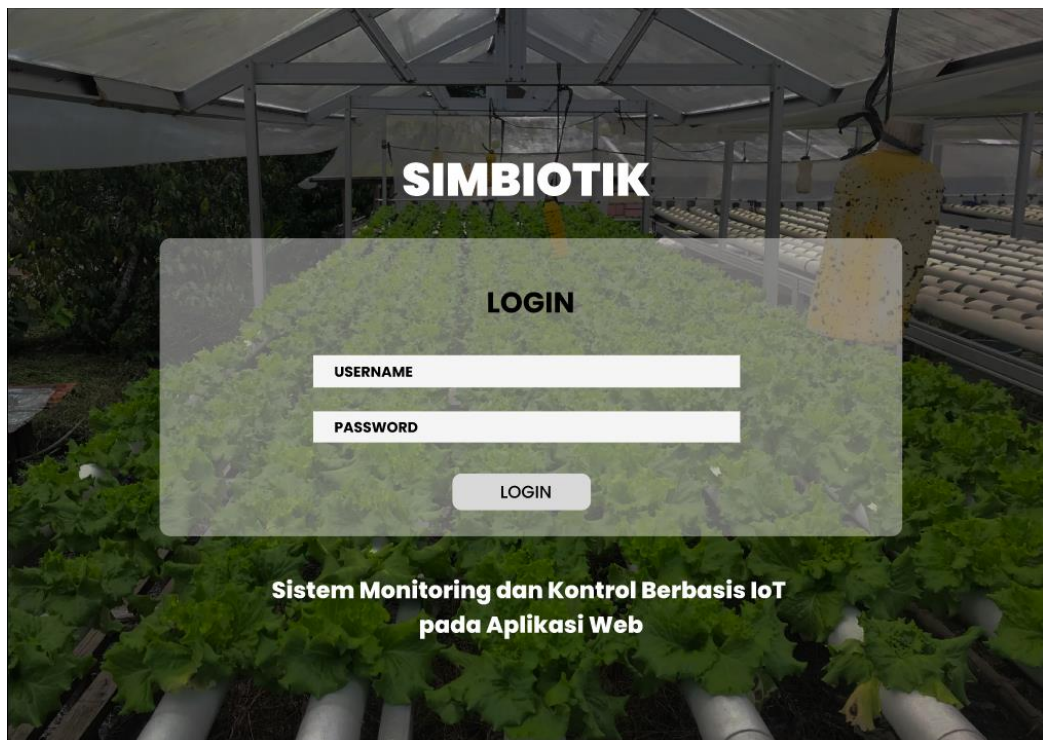 SIMBIOTIK
LOGIN
USERNAME
PASSWORD
LOGIN
Sistem Monitoring dan Kontrol Berbasis IoT
pada Aplikasi Web